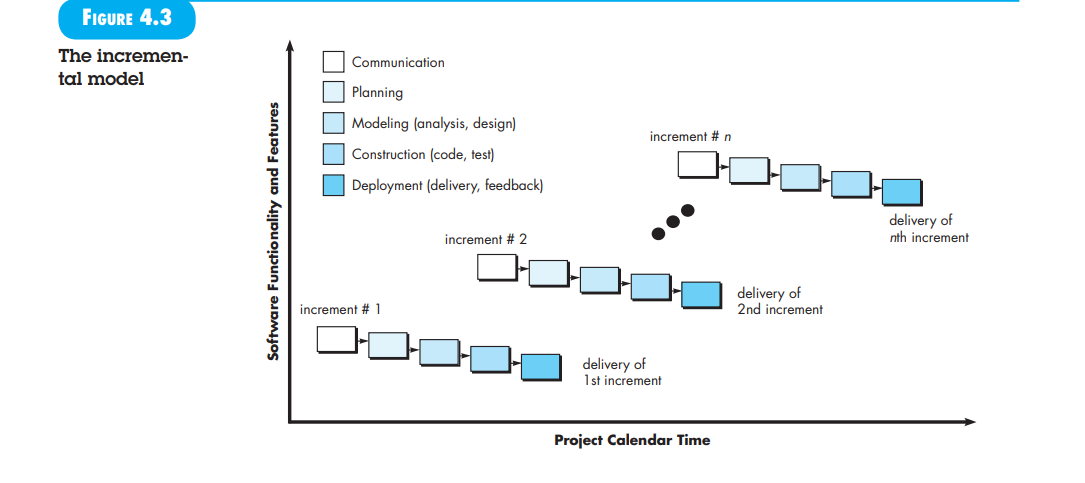 FIGURE 4.3
The incremen-
tal model
Software Functionality and Features
Communication
Planning
Modeling (analysis, design)
Construction (code, test)
Deployment (delivery, feedback)
increment # n
delivery of
nth increment
increment # 2
delivery of
2nd increment
increment # 1
delivery of
1st increment
Project Calendar Time